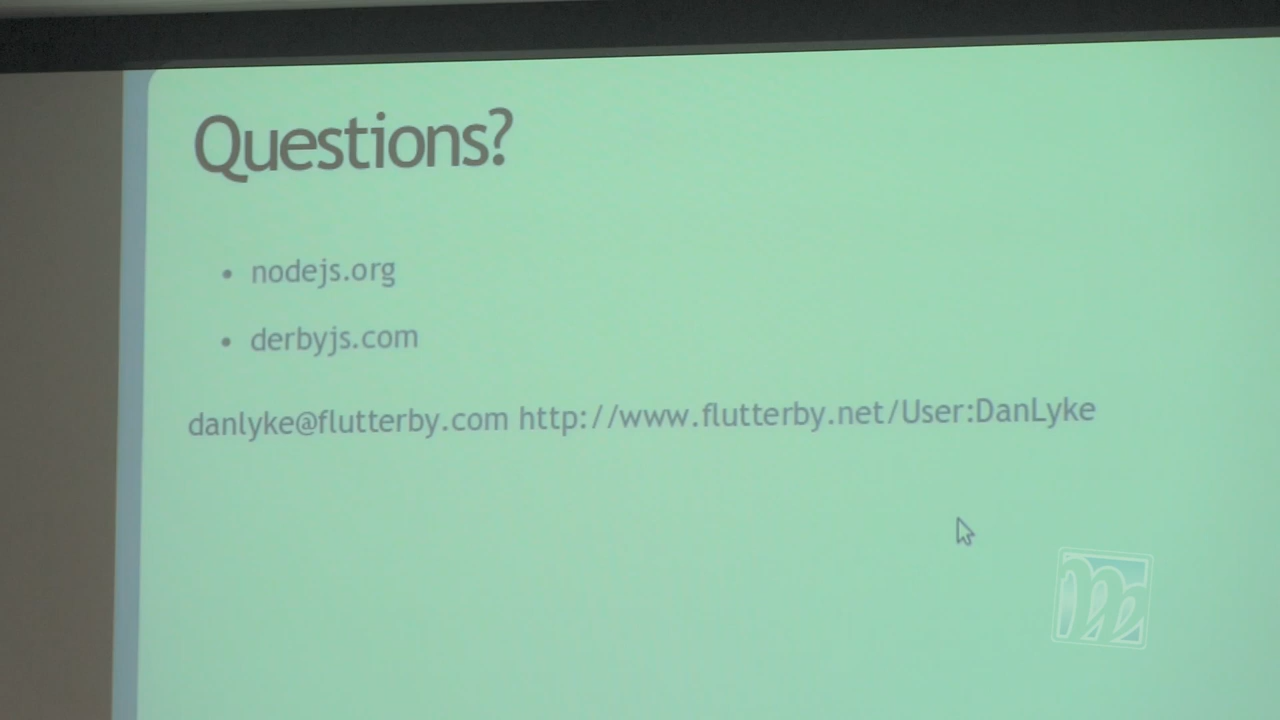 Questions?
• nodejs.org
• derbyjs.com
danlyke@flutterby.com http://www.flutterby.net/User:DanLyke